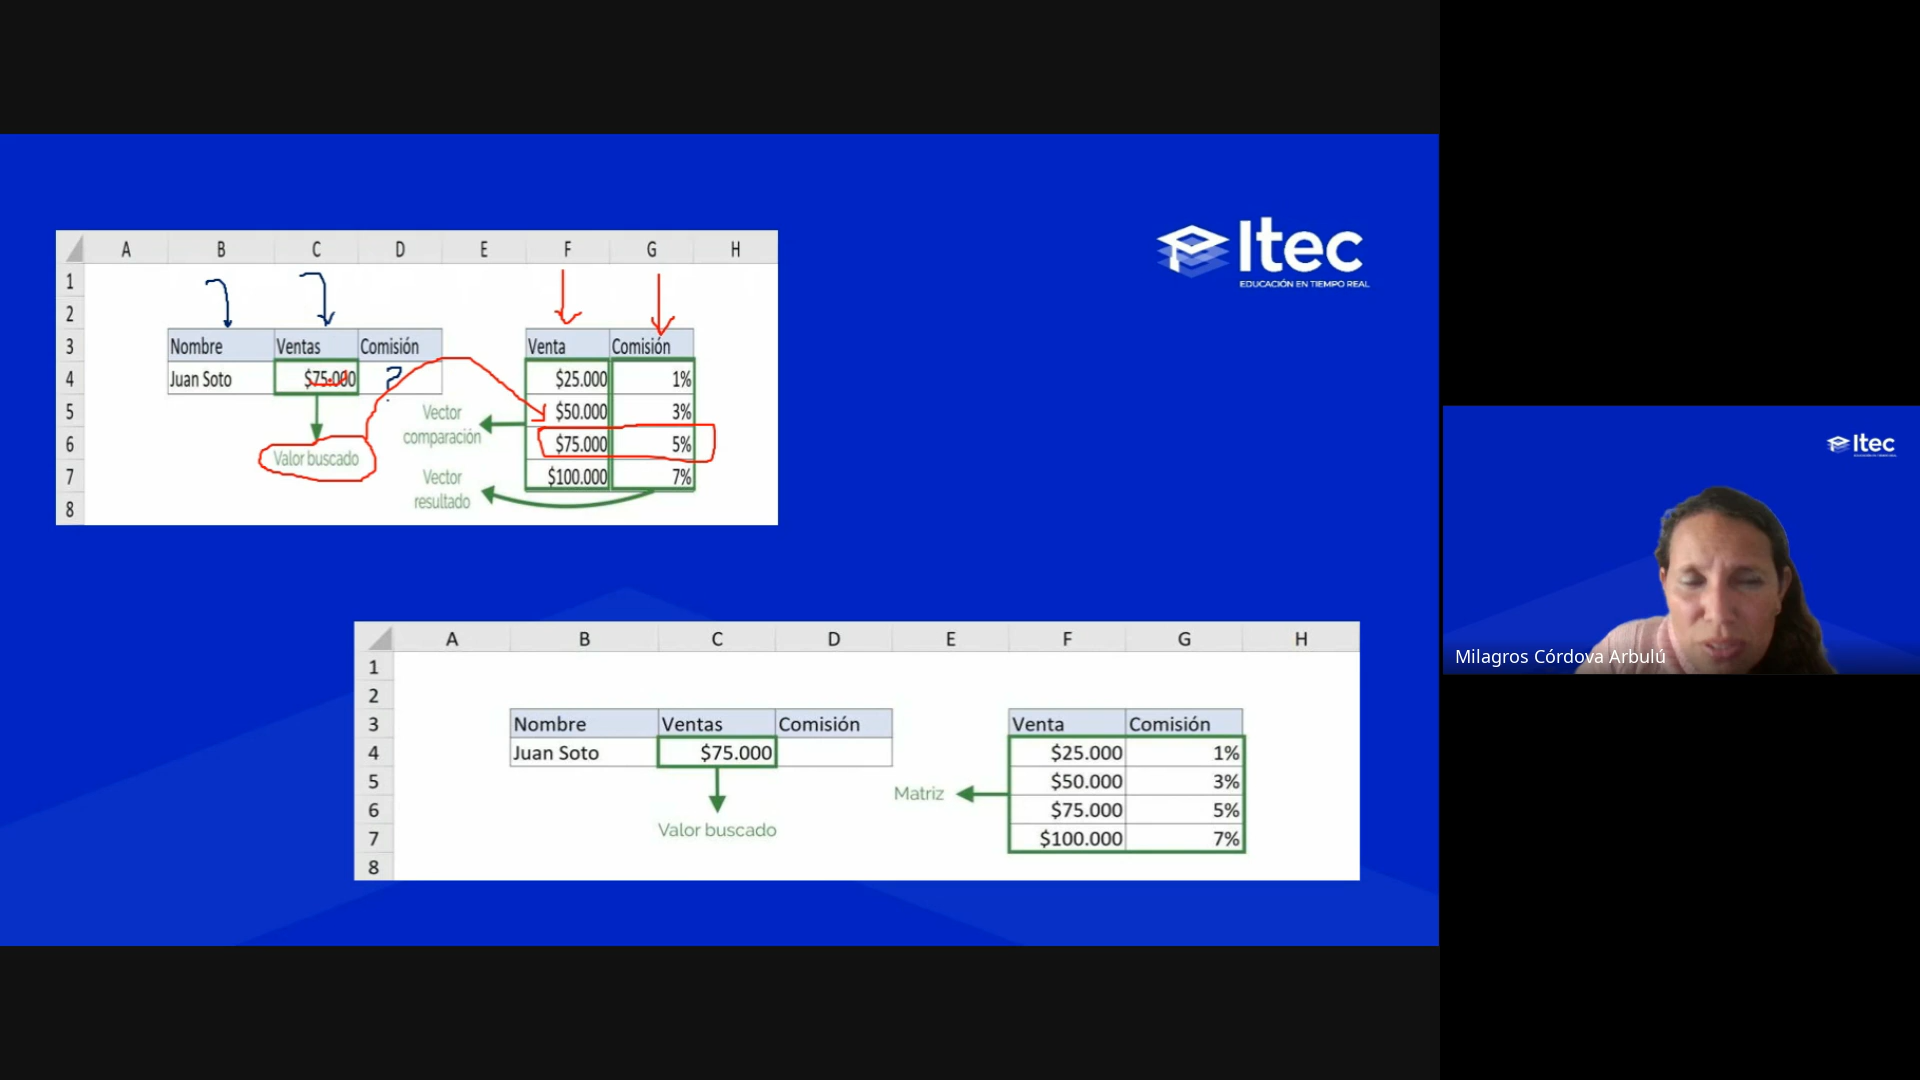 Itec
EDUCACIÓN EN TIEMPO REAL
A B C D E F G H
1
2
3 Nombre Ventas Comisión Venta Comisión
4 Juan Soto $75.000 ? $25.000 1%
5 Vector comparación $50.000 3%
6 Valor buscado $75.000 5%
7 Vector resultado $100.000 7%
8
A B C D E F G H
1
2
3 Nombre Ventas Comisión Venta Comisión
4 Juan Soto $75.000 $25.000 1%
5 Matriz $50.000 3%
6 Valor buscado $75.000 5%
7 $100.000 7%
8
Itec
Milagros Córdova Arbulú